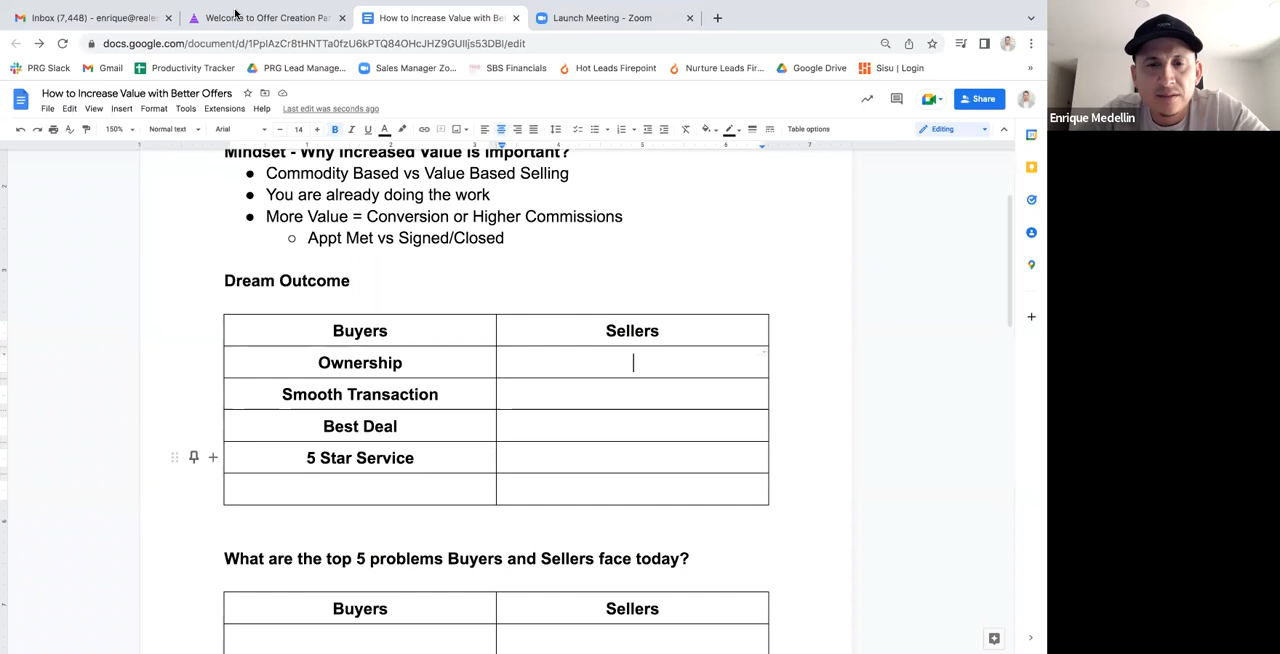 Inbox (7,448) - enrique@reale
Welcome to Offer Creation Par
How to Increase Value with Bet
Launch Meeting - Zoom
docs.google.com/document/d/1PplAzCr8tHNTTa0fzU6kPTQ84OHcJHZ9GUlljs53DBI/edit
PRG Slack
Gmail
Productivity Tracker
PRG Lead Manage...
Sales Manager Zo...
SBS Financials
Hot Leads Firepoint
Nurture Leads Fir...
Google Drive
Sisu | Login
How to Increase Value with Better Offers
File Edit View Insert Format Tools Extensions Help Last edit was seconds ago
Share
150% Normal text Arial 14 Table options Editing
Mindset - Why Increased Value is Important?
● Commodity Based vs Value Based Selling
● You are already doing the work
● More Value = Conversion or Higher Commissions
○ Appt Met vs Signed/Closed
Dream Outcome
Buyers Sellers
Ownership
Smooth Transaction
Best Deal
5 Star Service
What are the top 5 problems Buyers and Sellers face today?
Buyers Sellers
Enrique Medellin